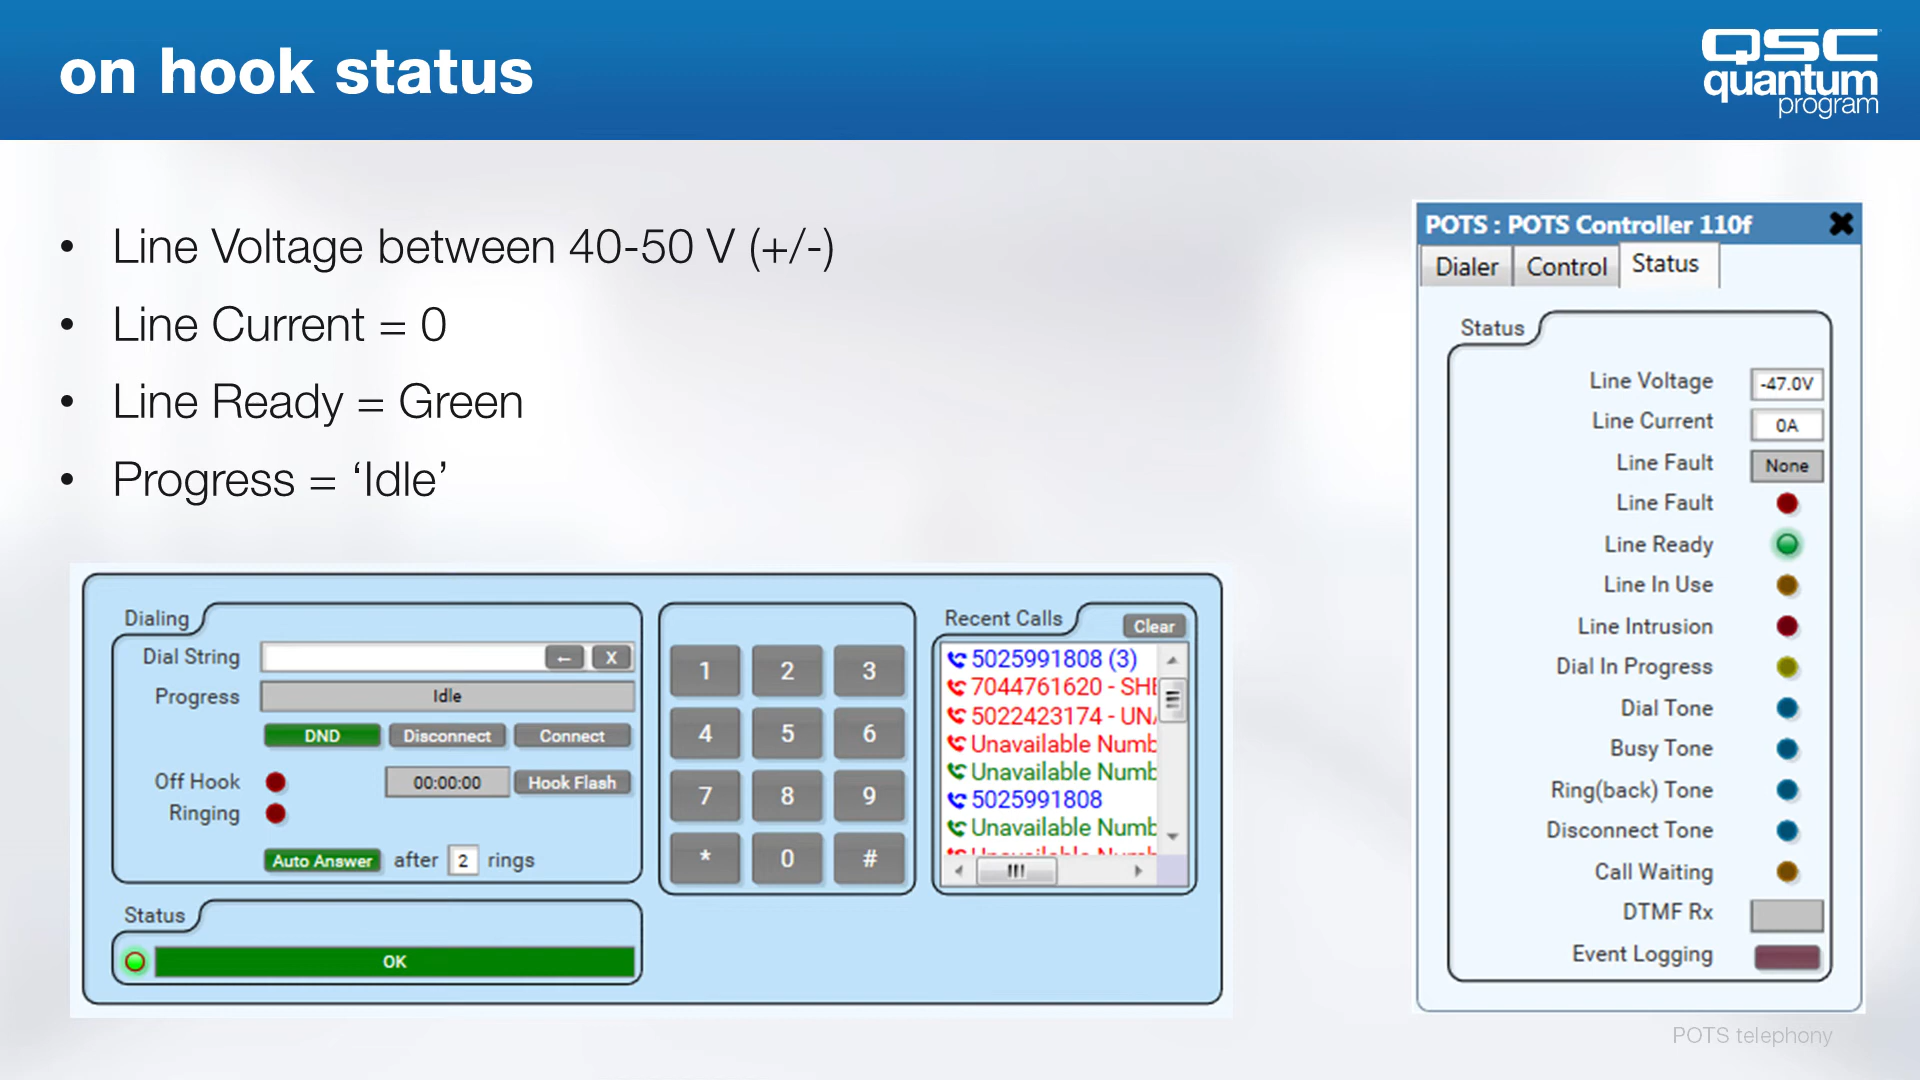 on hook status
QSC
quantum
program
• Line Voltage between 40-50 V (+/-)
• Line Current = 0
• Line Ready = Green
• Progress = ‘Idle’
Dialing
Dial String
← X
Progress
Idle
DND Disconnect Connect
Off Hook
00:00:00 Hook Flash
Ringing
Auto Answer after 2 rings
Status
OK
1 2 3
4 5 6
7 8 9
* 0 #
Recent Calls
Clear
5025991808 (3)
7044761620 - SHE
5022423174 - UN
Unavailable Numb
Unavailable Numb
5025991808
Unavailable Numb
POTS : POTS Controller 110f
Dialer Control Status
Status
Line Voltage -47.0V
Line Current 0A
Line Fault None
Line Fault
Line Ready
Line In Use
Line Intrusion
Dial In Progress
Dial Tone
Busy Tone
Ring(back) Tone
Disconnect Tone
Call Waiting
DTMF Rx
Event Logging
POTS telephony